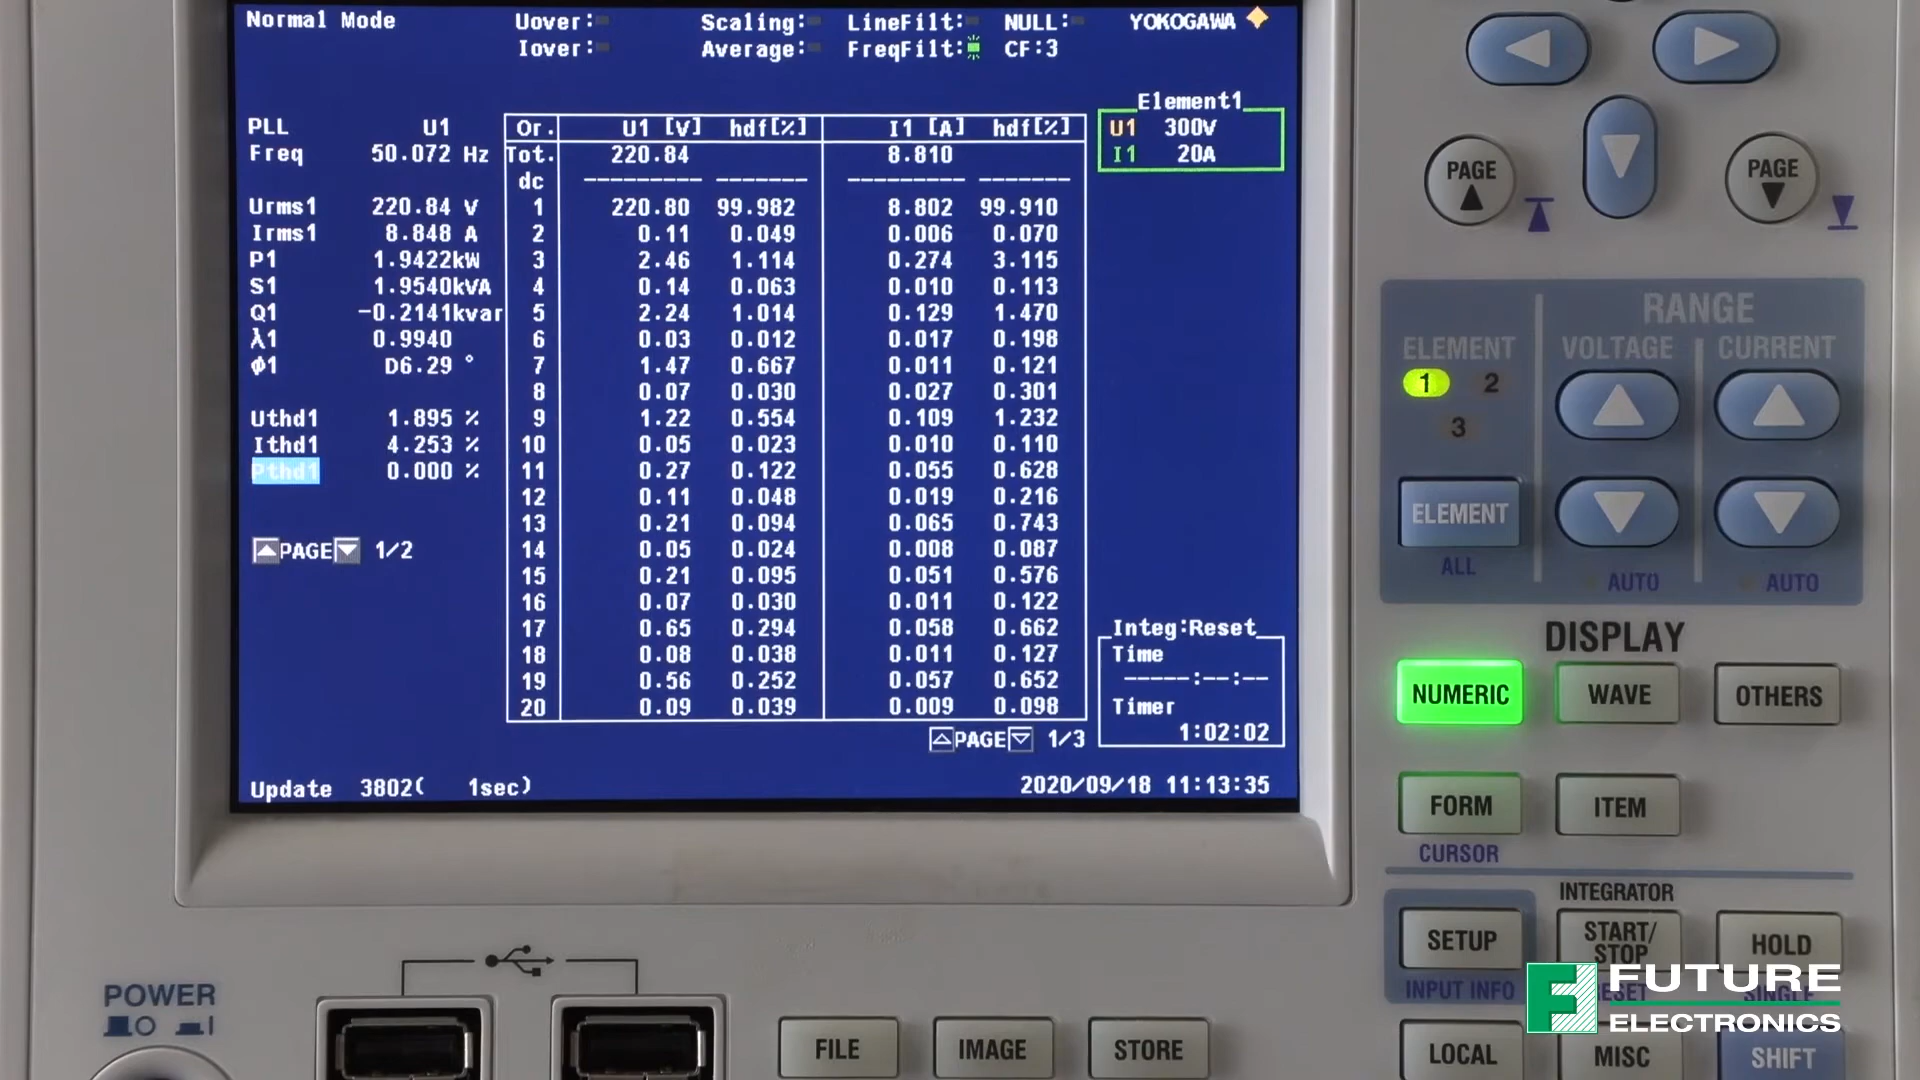 Normal Mode
Uover:
Iover:
Scaling:
Average:
LineFilt:
FreqFilt:
NULL:
CF:3
YOKOGAWA
PLL U1
Freq 50.072 Hz
Urms1 220.84 V
Irms1 8.848 A
P1 1.9422kW
S1 1.9540kVA
Q1 -0.2141kvar
λ1 0.9940
Φ1 D6.29 °
Uthd1 1.895 %
Ithd1 4.253 %
Pthd1 0.000 %
PAGE 1/2
Or. U1 [V] hdf[%] I1 [A] hdf[%]
Tot. 220.84 8.810
dc --------- ------- --------- -------
1 220.80 99.982 8.802 99.910
2 0.11 0.049 0.006 0.070
3 2.46 1.114 0.274 3.115
4 0.14 0.063 0.010 0.113
5 2.24 1.014 0.129 1.470
6 0.03 0.012 0.017 0.198
7 1.47 0.667 0.011 0.121
8 0.07 0.030 0.027 0.301
9 1.22 0.554 0.109 1.232
10 0.05 0.023 0.010 0.110
11 0.27 0.122 0.055 0.628
12 0.11 0.048 0.019 0.216
13 0.21 0.094 0.065 0.743
14 0.05 0.024 0.008 0.087
15 0.21 0.095 0.051 0.576
16 0.07 0.030 0.011 0.122
17 0.65 0.294 0.058 0.662
18 0.08 0.038 0.011 0.127
19 0.56 0.252 0.057 0.652
20 0.09 0.039 0.009 0.098
PAGE 1/3
Element1
U1 300V
I1 20A
Integ:Reset
Time
-----:--:--
Timer
1:02:02
Update 3802( 1sec)
2020/09/18 11:13:35
PAGE
PAGE
RANGE
ELEMENT
VOLTAGE
CURRENT
1 2
3
ELEMENT
ALL
AUTO
AUTO
DISPLAY
NUMERIC
WAVE
OTHERS
FORM
ITEM
CURSOR
INTEGRATOR
SETUP
START/
STOP
HOLD
INPUT INFO
RESET
SINGLE
LOCAL
MISC
SHIFT
POWER
FILE
IMAGE
STORE
FUTURE
ELECTRONICS